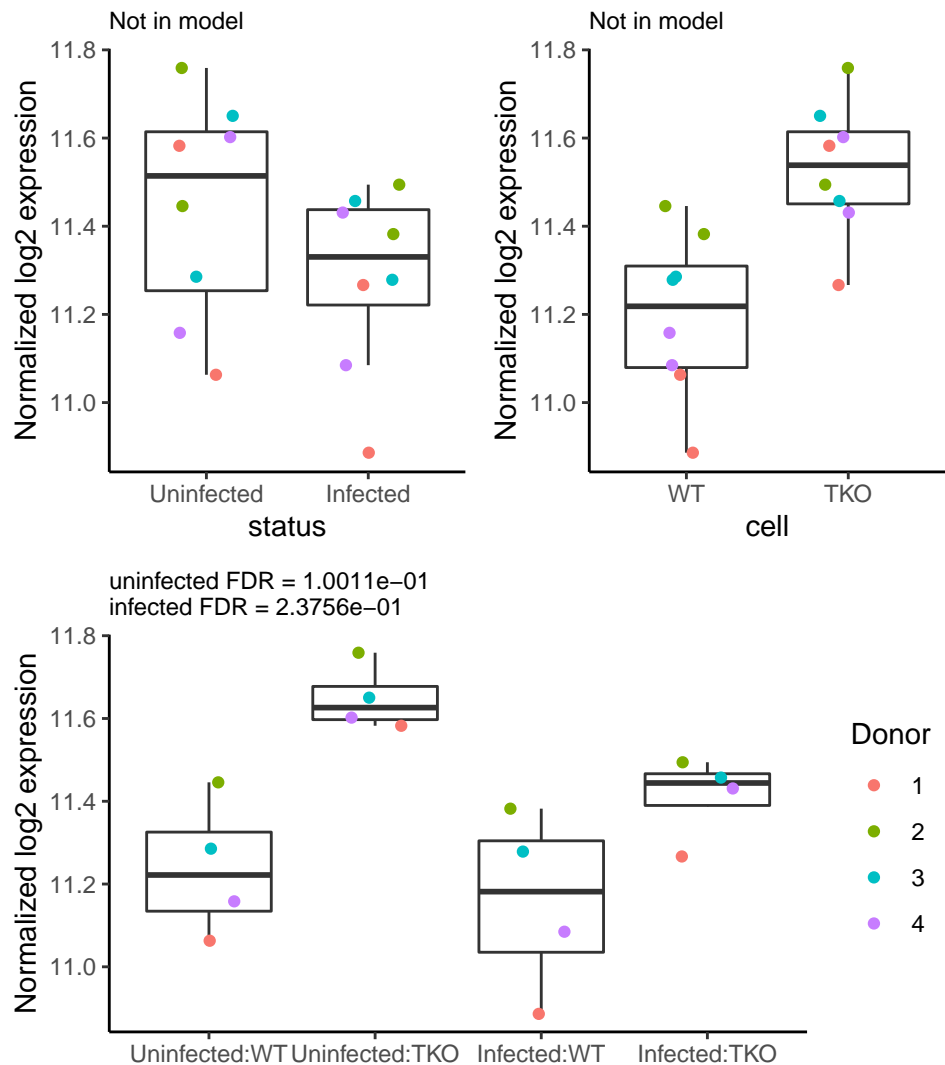 Not in model
Normalized log2 expression
11.8
11.6
11.4
11.2
11.0
Uninfected
Infected
status
Not in model
Normalized log2 expression
11.8
11.6
11.4
11.2
11.0
WT
TKO
cell
uninfected FDR = 1.0011e−01
infected FDR = 2.3756e−01
Normalized log2 expression
11.8
11.6
11.4
11.2
11.0
Uninfected:WT
Uninfected:TKO
Infected:WT
Infected:TKO
Donor
1
2
3
4